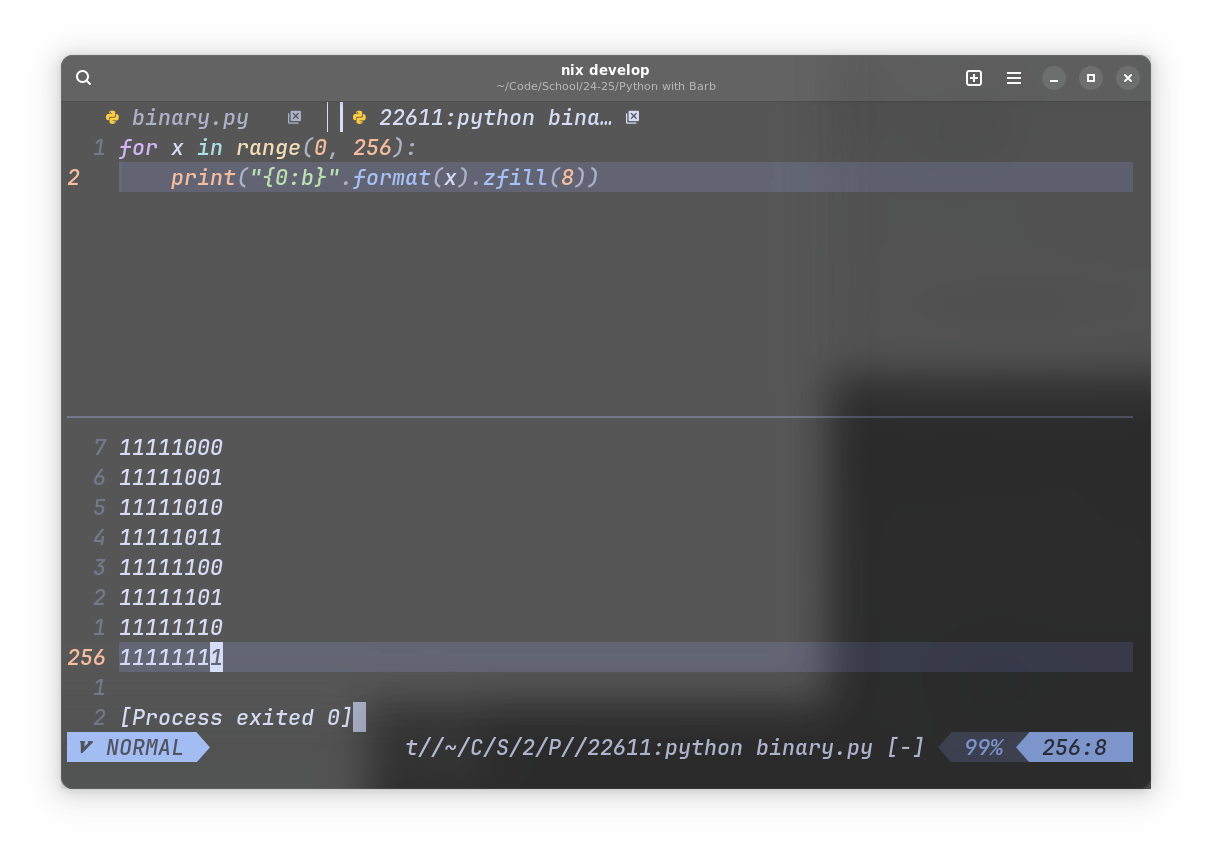 nix develop
~/Code/School/24-25/Python with Barb
binary.py 22611:python bina…
1 for x in range(0, 256):
2 print("{0:b}".format(x).zfill(8))
7 11111000
6 11111001
5 11111010
4 11111011
3 11111100
2 11111101
1 11111110
256 11111111
1
2 [Process exited 0]
NORMAL t//~/C/S/2/P//22611:python binary.py [-] 99% 256:8